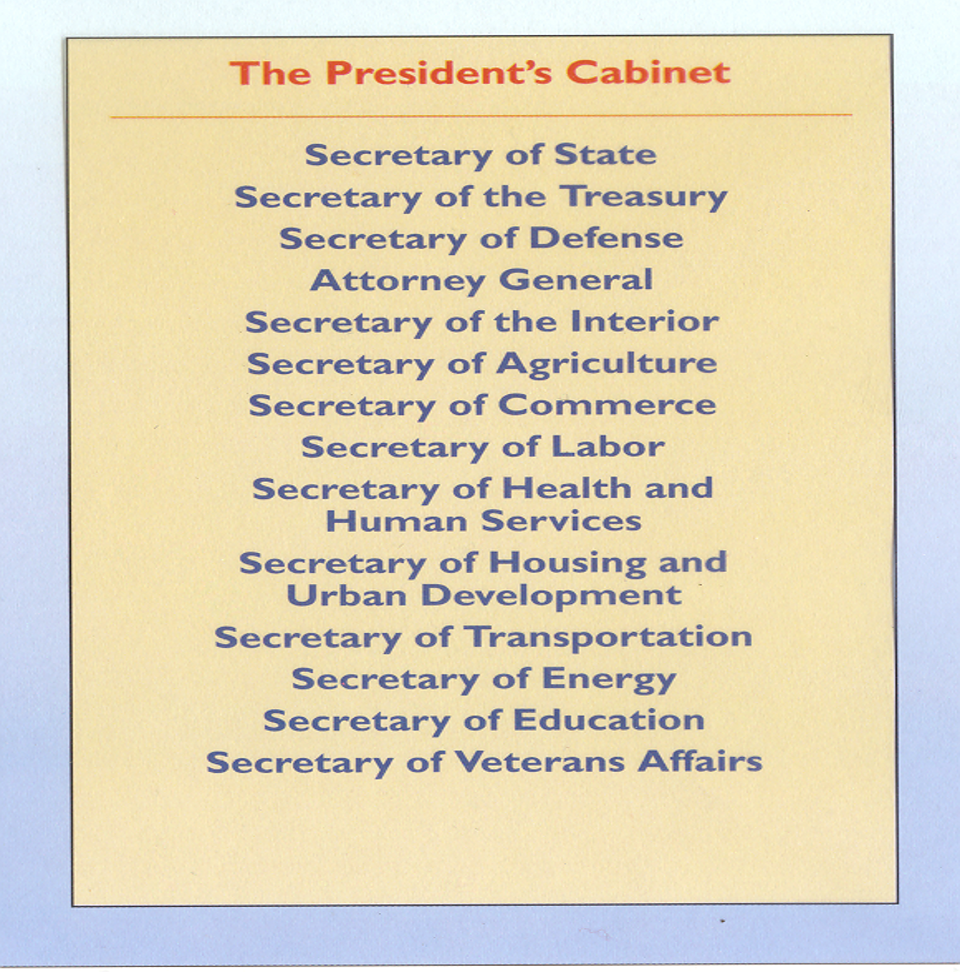 The President’s Cabinet
Secretary of State
Secretary of the Treasury
Secretary of Defense
Attorney General
Secretary of the Interior
Secretary of Agriculture
Secretary of Commerce
Secretary of Labor
Secretary of Health and
Human Services
Secretary of Housing and
Urban Development
Secretary of Transportation
Secretary of Energy
Secretary of Education
Secretary of Veterans Affairs